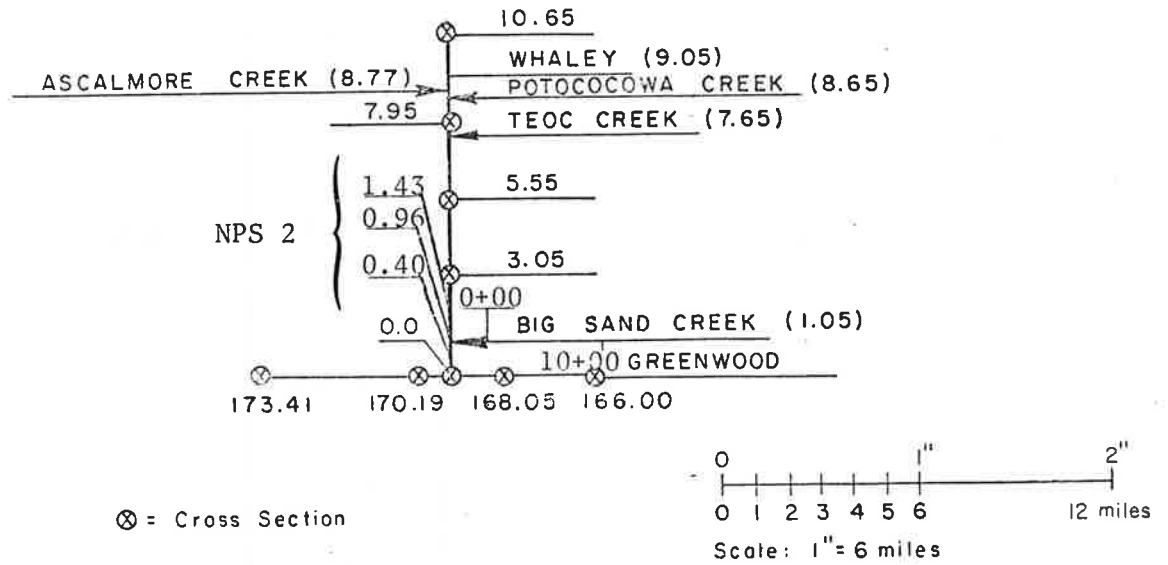 10.65
WHALEY (9.05)
ASCALMORE CREEK (8.77)
POTOCOCOWA CREEK (8.65)
7.95
TEOC CREEK (7.65)
1.43
5.55
NPS 2
0.96
0.40
3.05
0+00
0.0
BIG SAND CREEK (1.05)
10+00 GREENWOOD
173.41 170.19 168.05 166.00
0 1" 2"
0 1 2 3 4 5 6 12 miles
⊗ = Cross Section
Scale: 1"= 6 miles